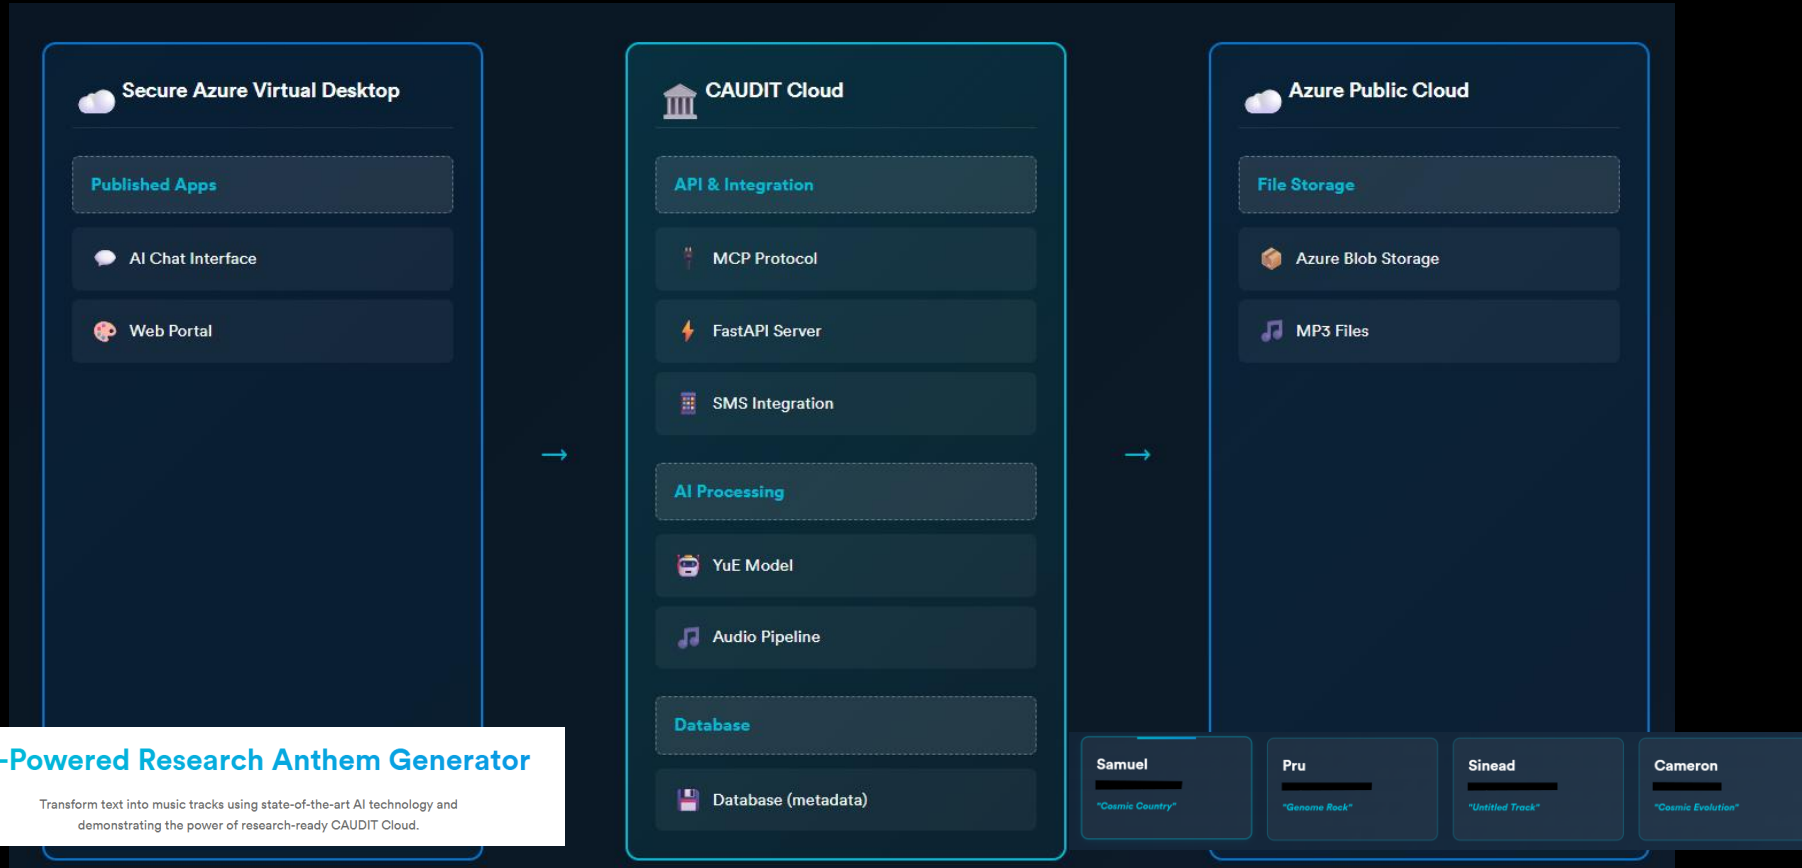 Secure Azure Virtual Desktop
Published Apps
AI Chat Interface
Web Portal
→
CAUDIT Cloud
API & Integration
MCP Protocol
FastAPI Server
SMS Integration
AI Processing
YuE Model
Audio Pipeline
Database
Database (metadata)
→
Azure Public Cloud
File Storage
Azure Blob Storage
MP3 Files
-Powered Research Anthem Generator
Transform text into music tracks using state-of-the-art AI technology and
demonstrating the power of research-ready CAUDIT Cloud.
Samuel
"Cosmic Country"
Pru
"Genome Rock"
Sinead
"Untitled Track"
Cameron
"Cosmic Evolution"